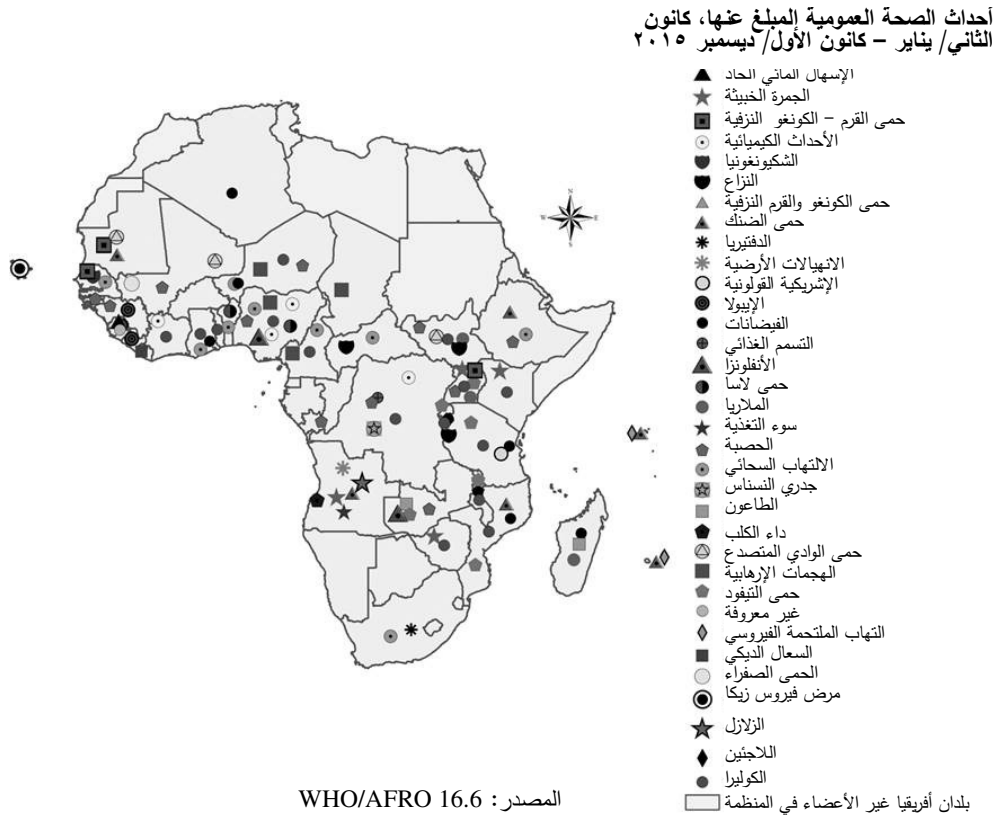 أحداث الصحة العمومية المبلغ عنها، كانون
الثاني/ يناير – كانون الأول/ ديسمبر ٢٠١٥
الإسهال المائي الحاد
الجمرة الخبيثة
حمى القرم – الكونغو النزفية
الأحداث الكيميائية
الشكيونغونيا
النزاع
حمى الكونغو والقرم النزفية
حمى الضنك
الدفتيريا
الانهيالات الأرضية
الإشريكية القولونية
الإيبولا
الفيضانات
التسمم الغذائي
الأنفلونزا
حمى لاسا
الملاريا
سوء التغذية
الحصبة
الالتهاب السحائي
جدري النسناس
الطاعون
داء الكلب
حمى الوادي المتصدع
الهجمات الإرهابية
حمى التيفود
غير معروفة
التهاب الملتحمة الفيروسي
السعال الديكي
الحمى الصفراء
مرض فيروس زيكا
الزلازل
اللاجئين
الكوليرا
بلدان أفريقيا غير الأعضاء في المنظمة
N
W E
S
المصدر: WHO/AFRO 16.6